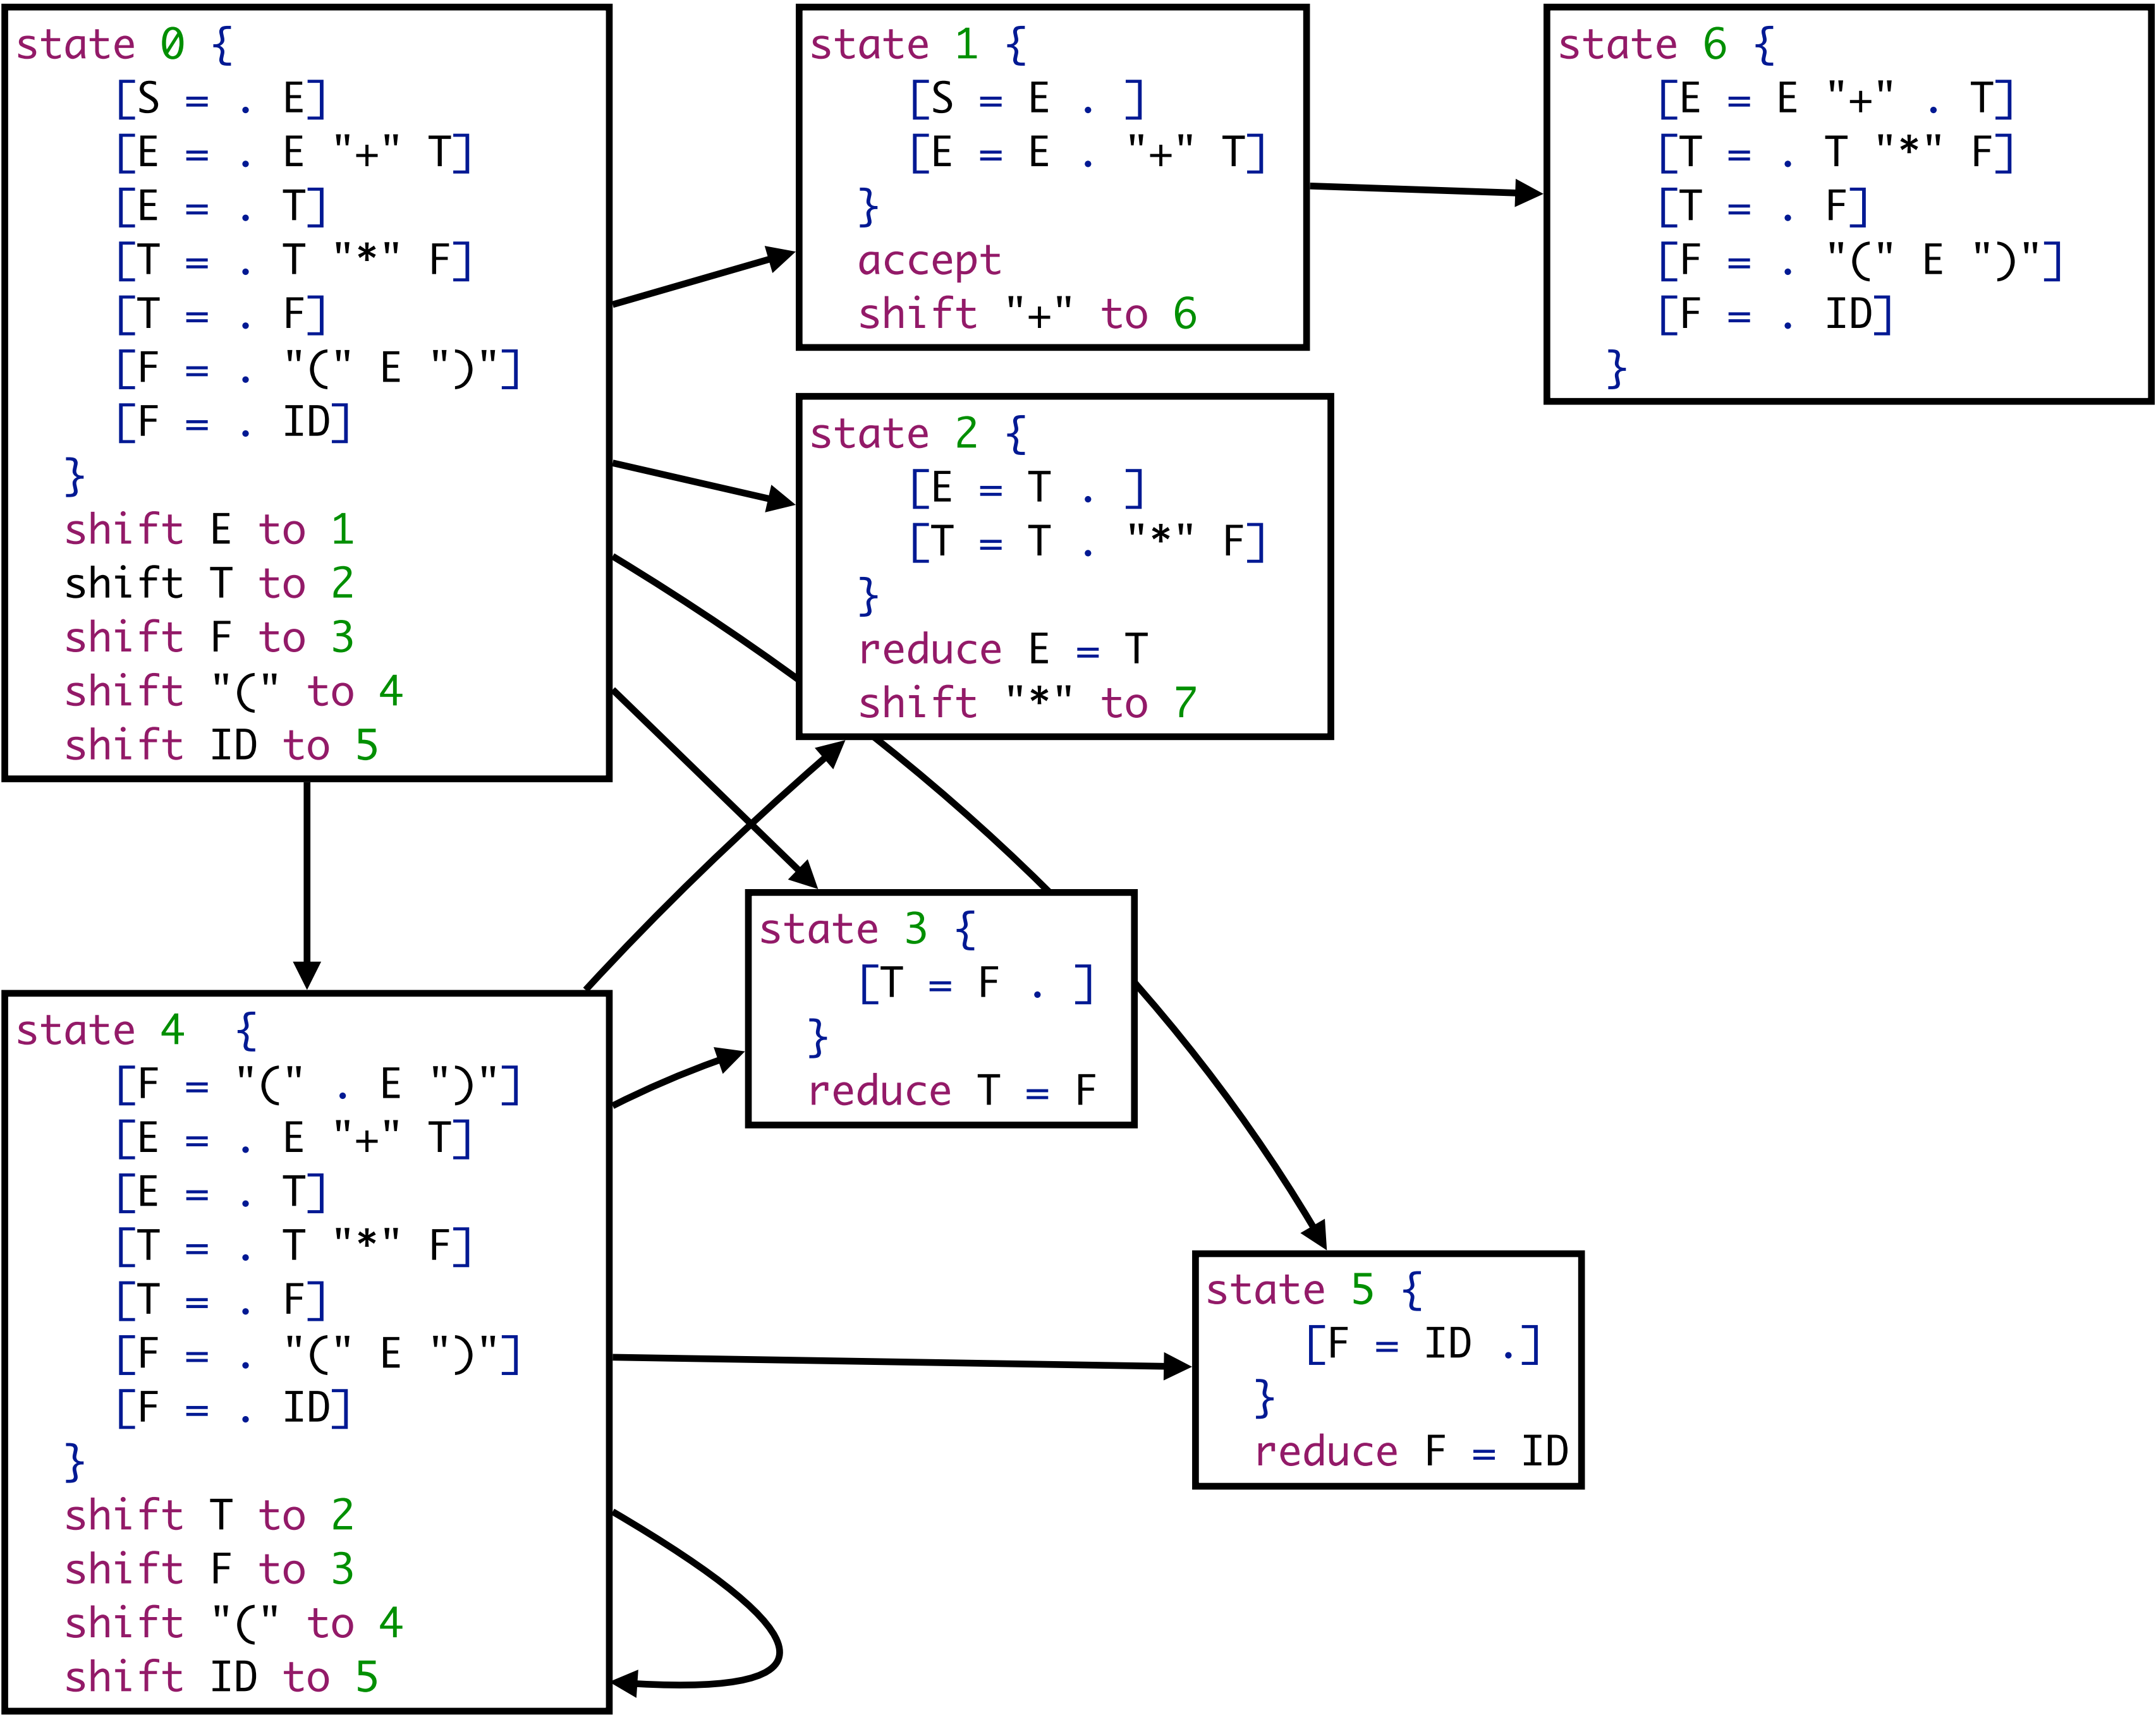 state 0 {
[S = . E]
[E = . E "+" T]
[E = . T]
[T = . T "*" F]
[T = . F]
[F = . "(" E ")"]
[F = . ID]
}
shift E to 1
shift T to 2
shift F to 3
shift "(" to 4
shift ID to 5
state 1 {
[S = E . ]
[E = E . "+" T]
}
accept
shift "+" to 6
state 6 {
[E = E "+" . T]
[T = . T "*" F]
[T = . F]
[F = . "(" E ")"]
[F = . ID]
}
state 2 {
[E = T . ]
[T = T . "*" F]
}
reduce E = T
shift "*" to 7
state 3 {
[T = F . ]
}
reduce T = F
state 4 {
[F = "(" . E ")"]
[E = . E "+" T]
[E = . T]
[T = . T "*" F]
[T = . F]
[F = . "(" E ")"]
[F = . ID]
}
shift T to 2
shift F to 3
shift "(" to 4
shift ID to 5
state 5 {
[F = ID .]
}
reduce F = ID